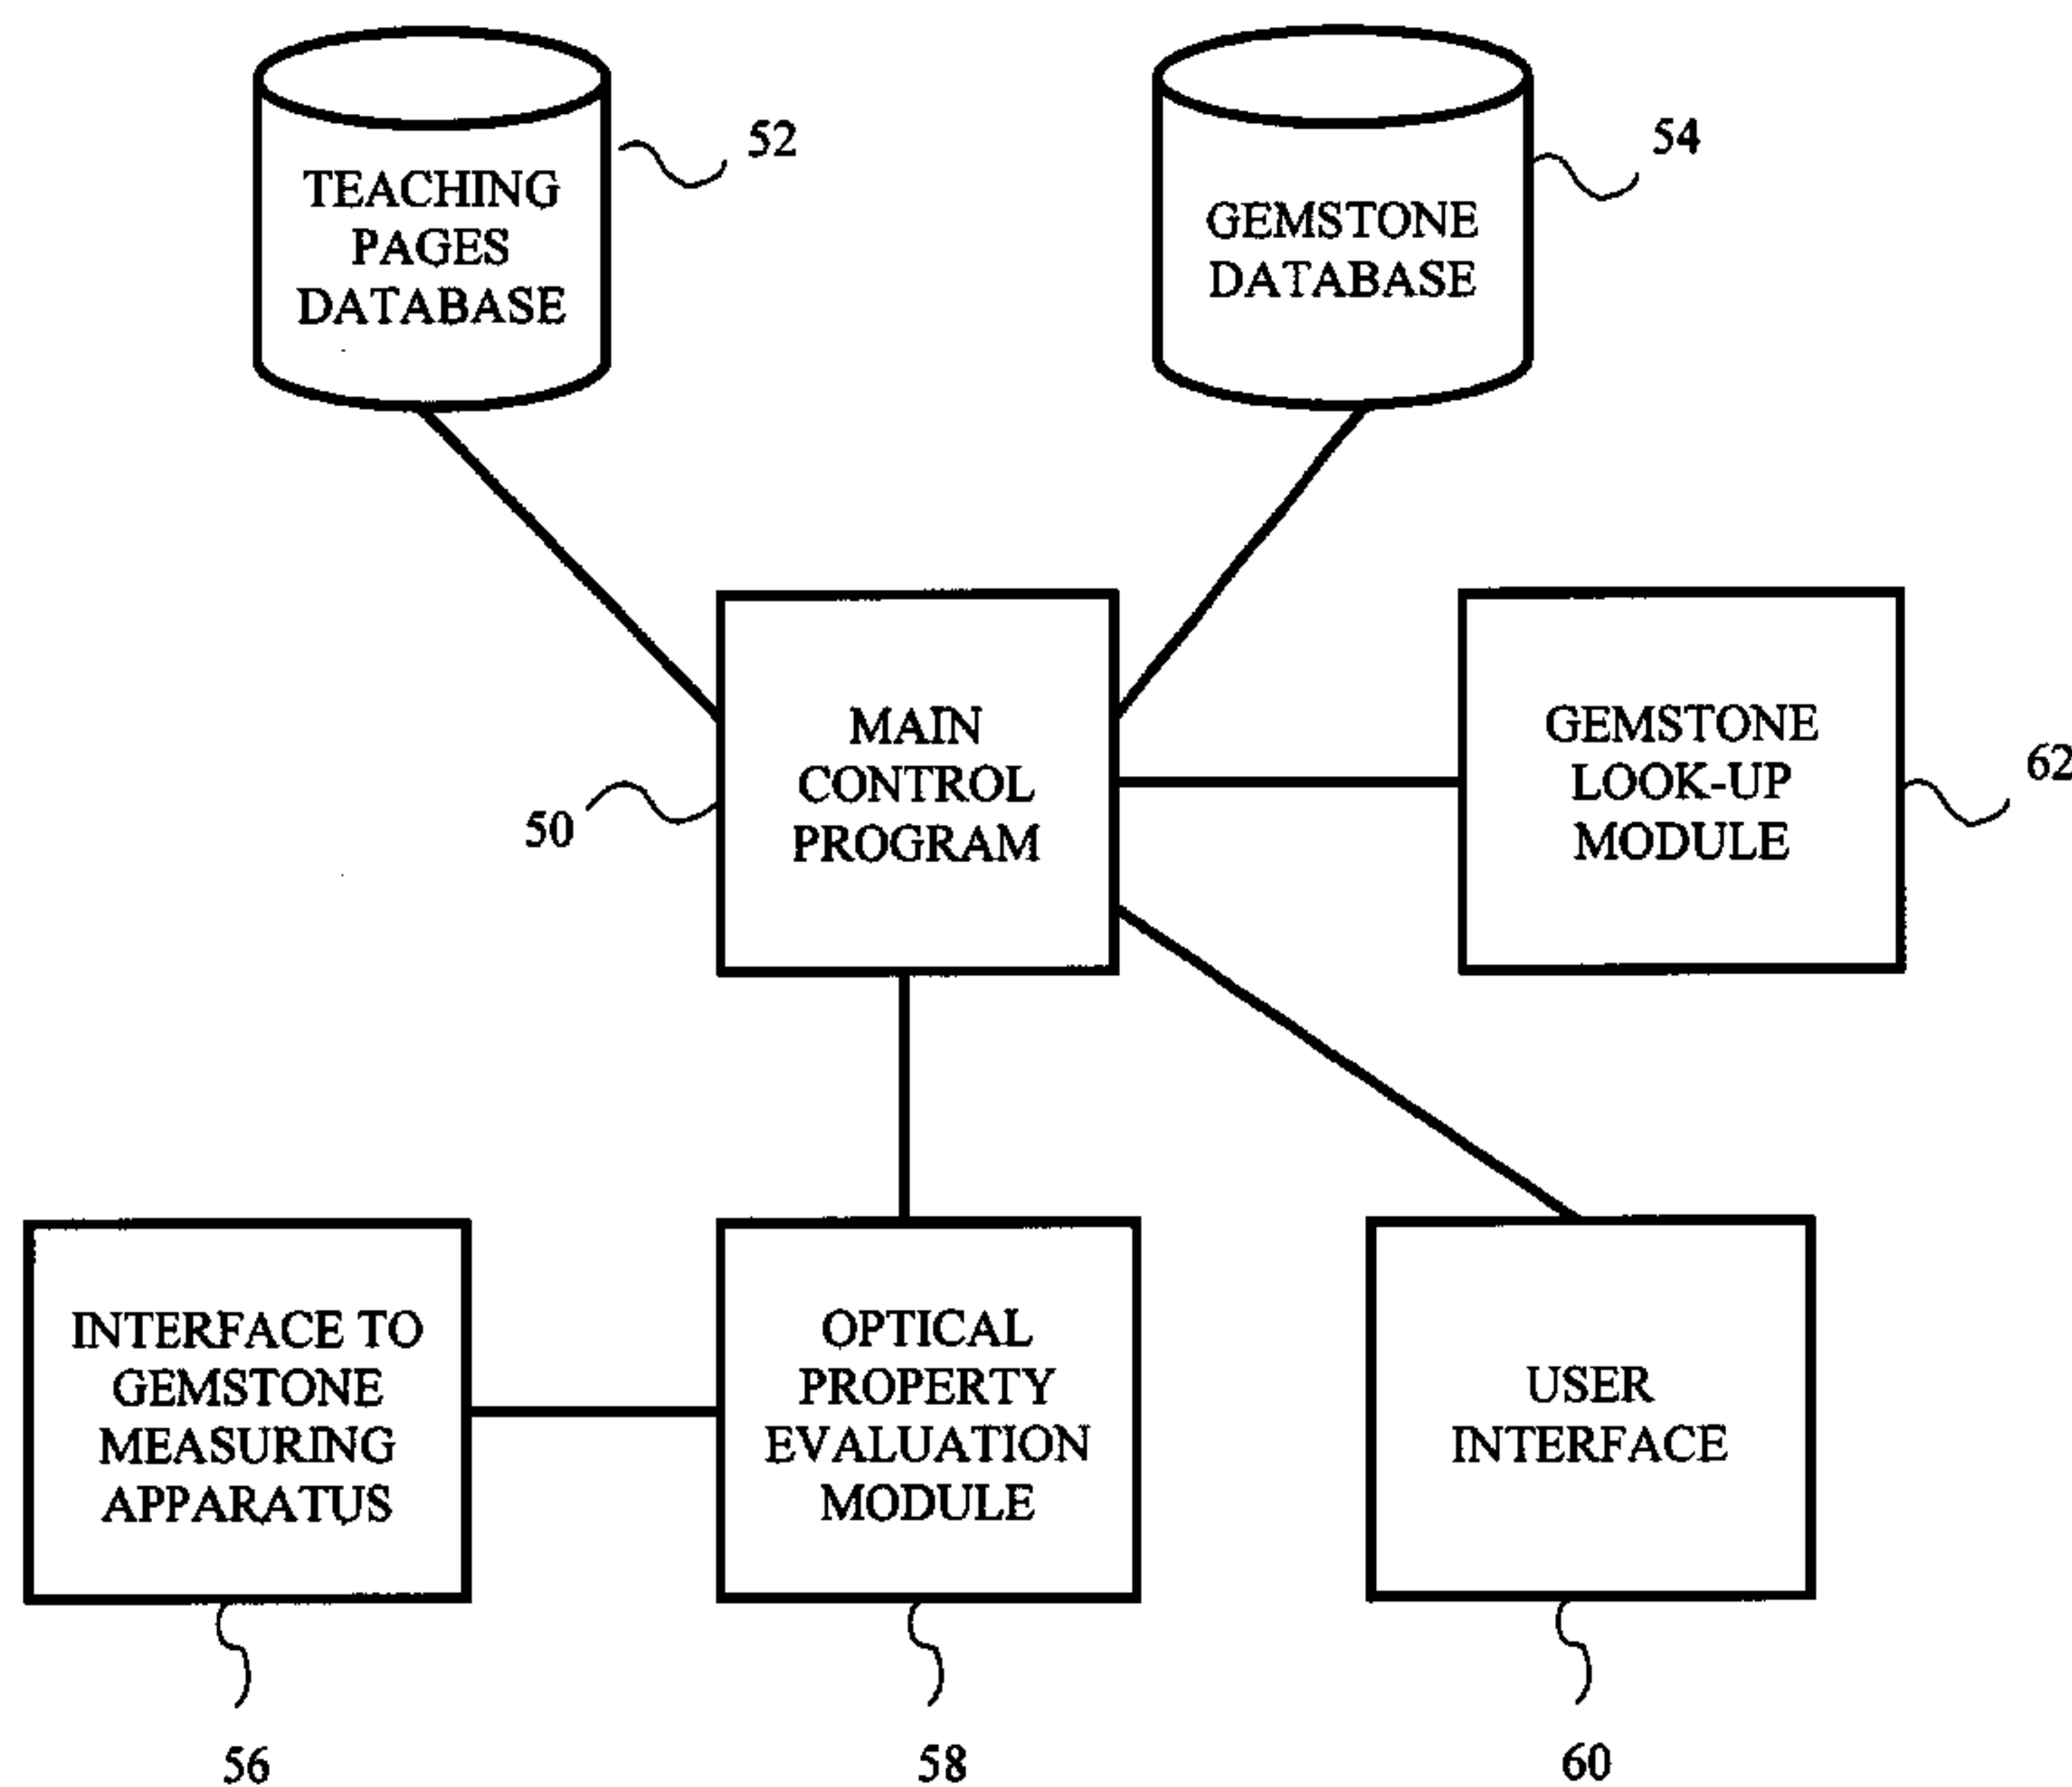 TEACHING
PAGES
DATABASE
52
GEMSTONE
DATABASE
54
MAIN
CONTROL
PROGRAM
50
GEMSTONE
LOOK-UP
MODULE
62
INTERFACE TO
GEMSTONE
MEASURING
APPARATUS
56
OPTICAL
PROPERTY
EVALUATION
MODULE
58
USER
INTERFACE
60